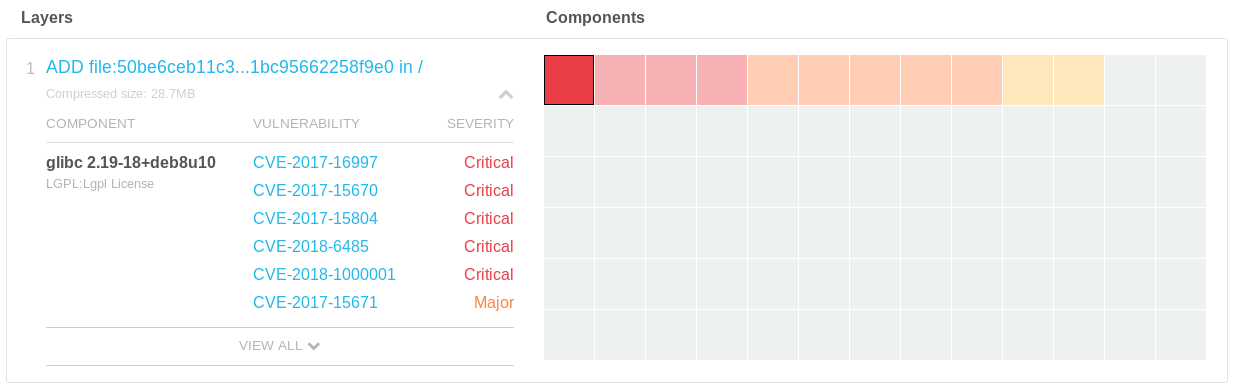 Layers Components
1 ADD file:50be6ceb11c3...1bc95662258f9e0 in /
Compressed size: 28.7MB
COMPONENT VULNERABILITY SEVERITY
glibc 2.19-18+deb8u10 CVE-2017-16997 Critical
LGPL:Lgpl License
CVE-2017-15670 Critical
CVE-2017-15804 Critical
CVE-2018-6485 Critical
CVE-2018-1000001 Critical
CVE-2017-15671 Major
VIEW ALL